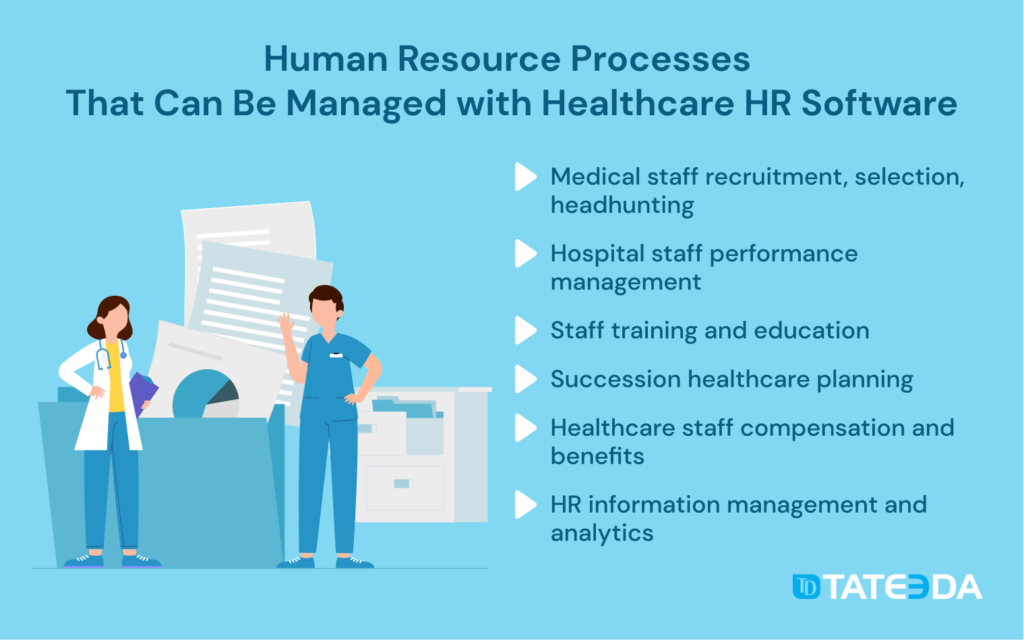 Human Resource Processes
That Can Be Managed with Healthcare HR Software
Medical staff recruitment, selection,
headhunting
Hospital staff performance
management
Staff training and education
Succession healthcare planning
Healthcare staff compensation and
benefits
HR information management and
analytics
TD TATEEDA